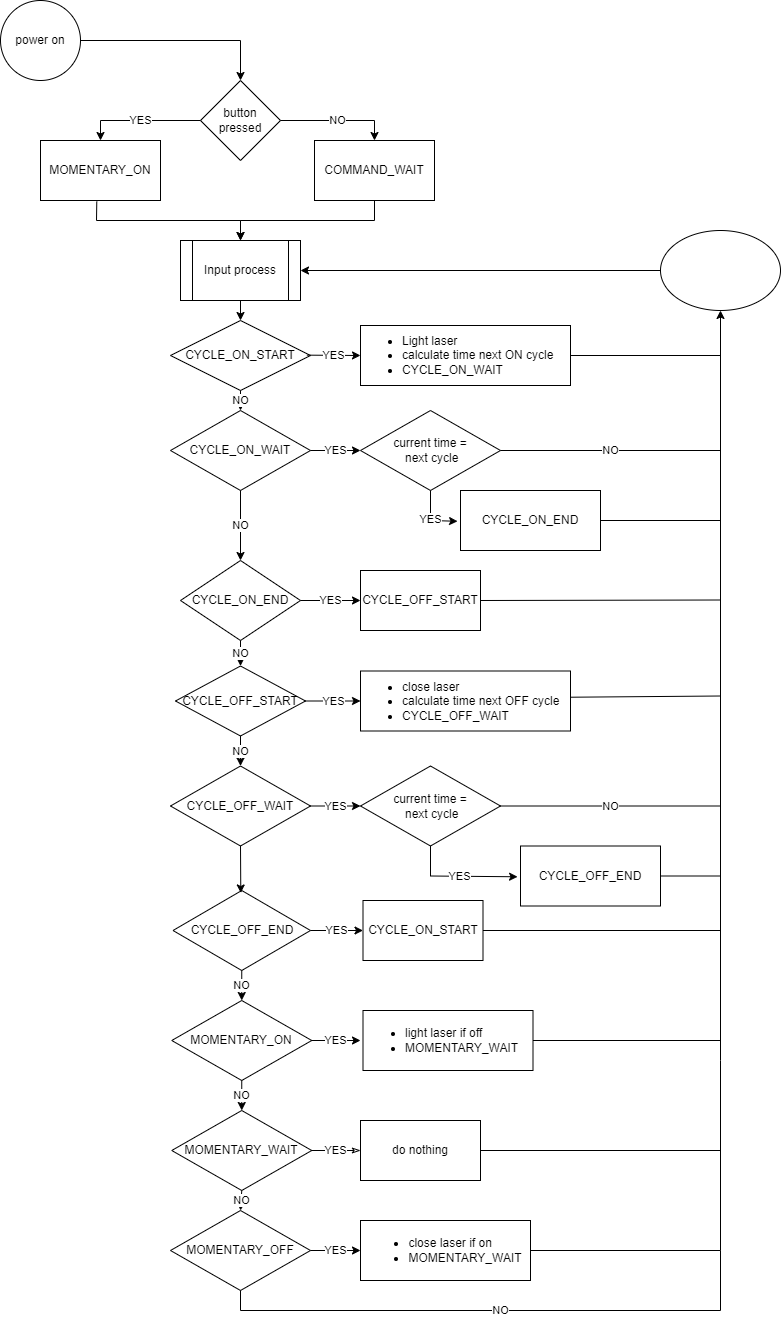 power on
button
pressed
YES
NO
MOMENTARY_ON
COMMAND_WAIT
Input process
CYCLE_ON_START
YES
Light laser
calculate time next ON cycle
CYCLE_ON_WAIT
NO
CYCLE_ON_WAIT
YES
current time =
next cycle
NO
YES
CYCLE_ON_END
NO
CYCLE_ON_END
YES
CYCLE_OFF_START
NO
CYCLE_OFF_START
YES
close laser
calculate time next OFF cycle
CYCLE_OFF_WAIT
NO
CYCLE_OFF_WAIT
YES
current time =
next cycle
NO
YES
CYCLE_OFF_END
CYCLE_OFF_END
YES
CYCLE_ON_START
NO
MOMENTARY_ON
YES
light laser if off
MOMENTARY_WAIT
NO
MOMENTARY_WAIT
YES
do nothing
NO
MOMENTARY_OFF
YES
close laser if on
MOMENTARY_WAIT
NO